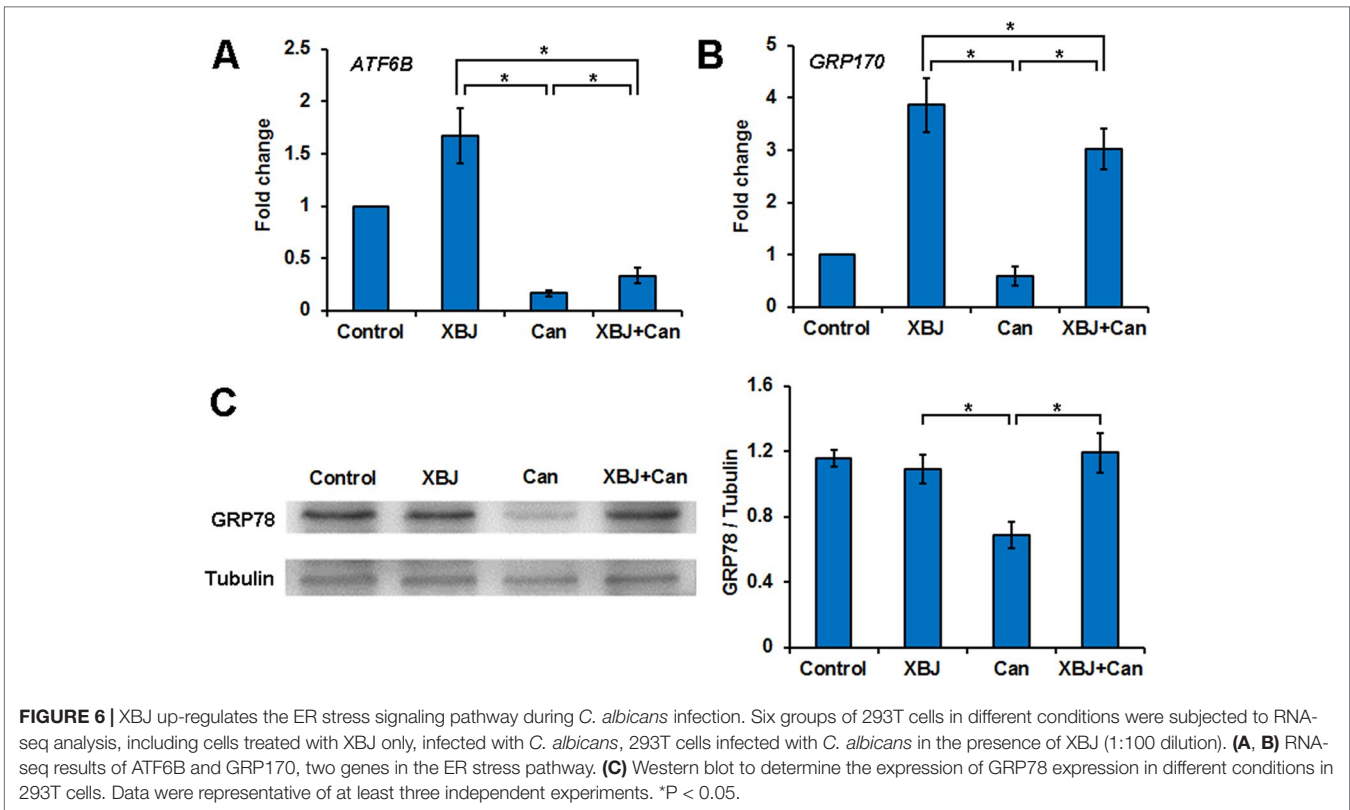 A
ATF6B
Fold change
2.5
2
1.5
1
0.5
0
*
*
*
Control XBJ Can XBJ+Can
B
GRP170
Fold change
5
4
3
2
1
0
*
*
*
Control XBJ Can XBJ+Can
C
Control XBJ Can XBJ+Can
GRP78
Tubulin
GRP78 / Tubulin
1.6
1.2
0.8
0.4
0
*
*
Control XBJ Can XBJ+Can
FIGURE 6 | XBJ up-regulates the ER stress signaling pathway during C. albicans infection. Six groups of 293T cells in different conditions were subjected to RNA-
seq analysis, including cells treated with XBJ only, infected with C. albicans, 293T cells infected with C. albicans in the presence of XBJ (1:100 dilution). (A, B) RNA-
seq results of ATF6B and GRP170, two genes in the ER stress pathway. (C) Western blot to determine the expression of GRP78 expression in different conditions in
293T cells. Data were representative of at least three independent experiments. *P < 0.05.